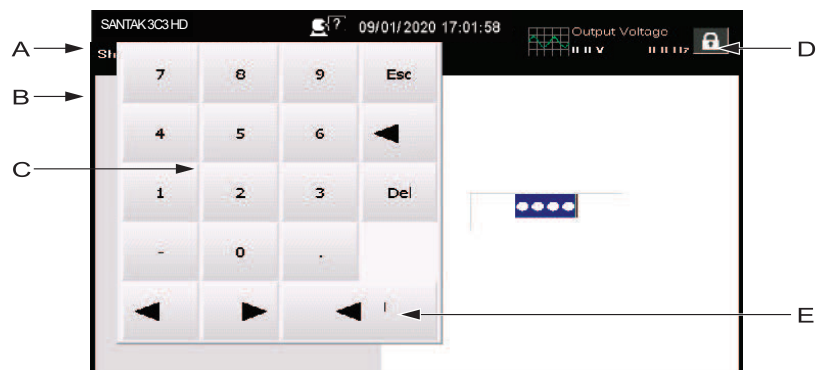 SANTAK 3C3 HD ? 09/01/2020 17:01:58 Output Voltage
A D
B
7 8 9 Esc
4 5 6
C
1 2 3 Del
- 0 .
E